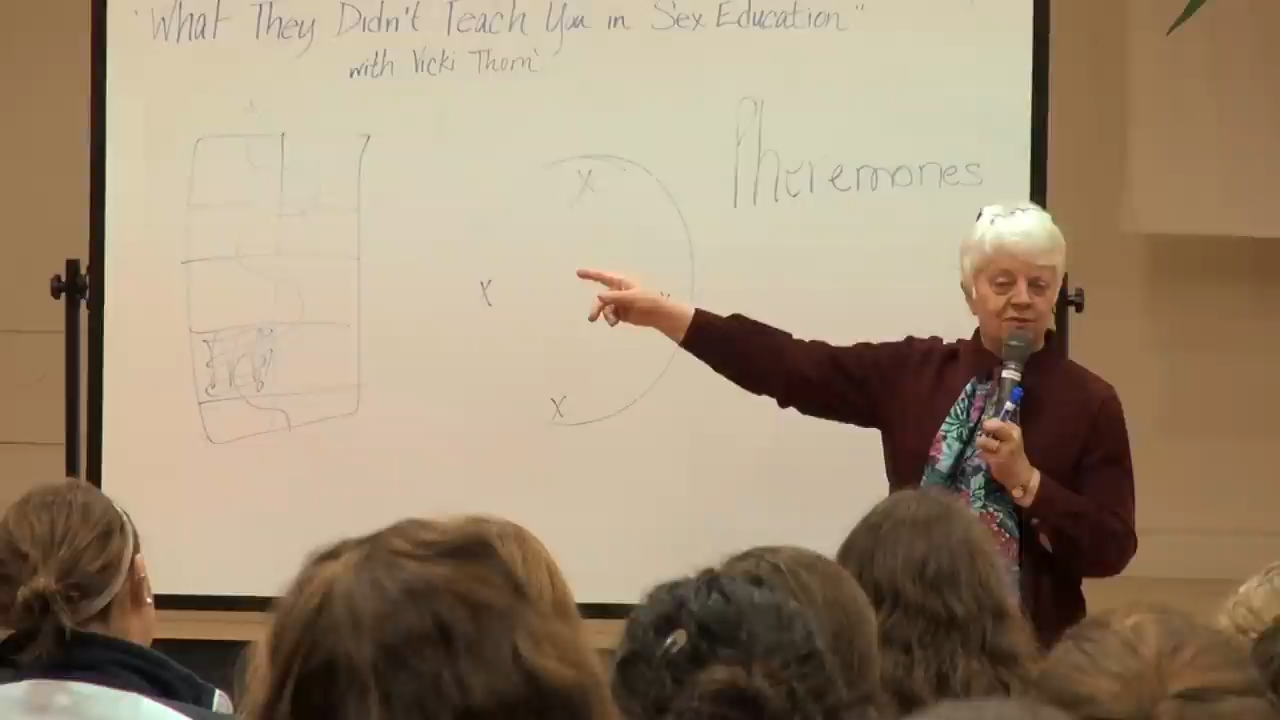 "What They Didn't Teach You in Sex Education"
with Vicki Thorn
Pheremones
X
X
X